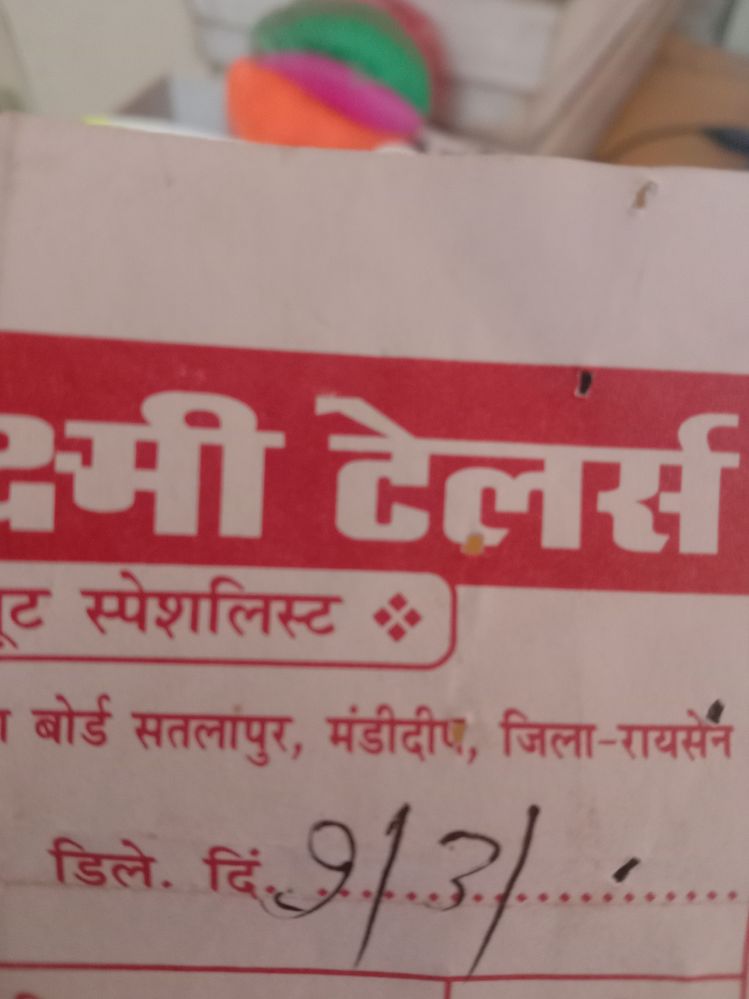 क्ष्मी टेलर्स
सूट स्पेशलिस्ट
बोर्ड सतलापुर, मंडीदीप, जिला-रायसेन
डिले. दिं. 9/3/